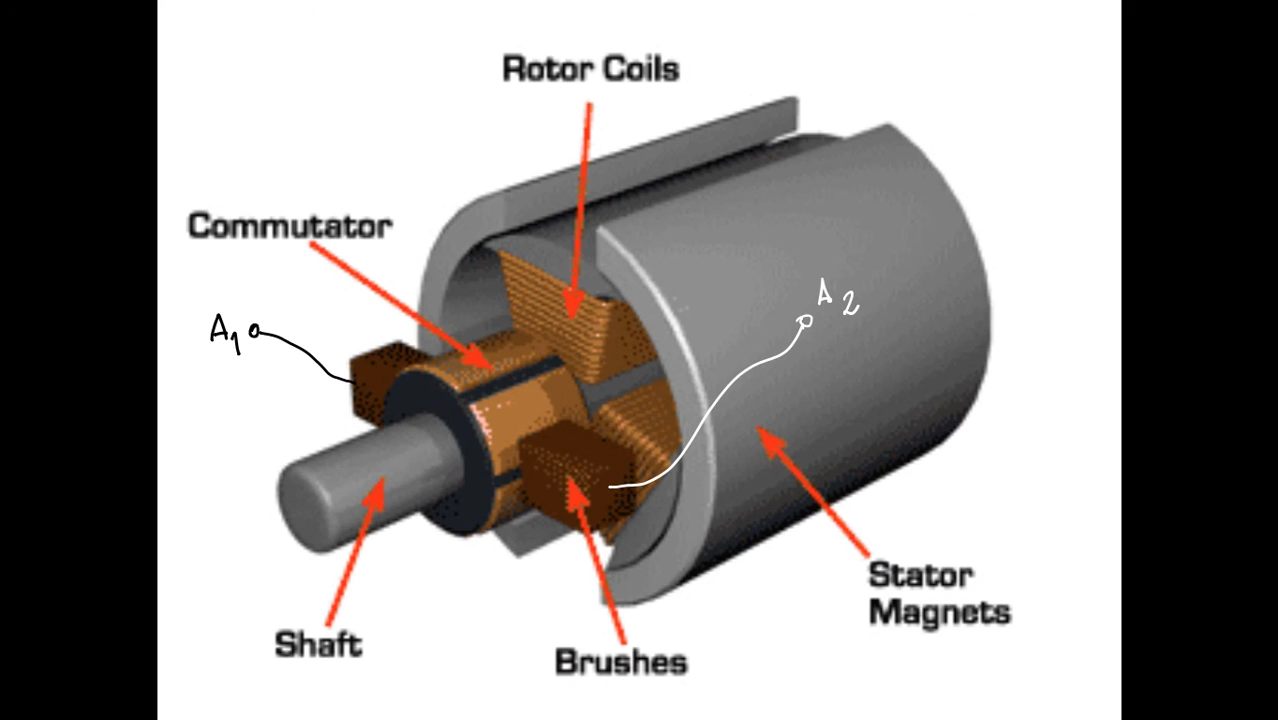 Rotor Coils
Commutator
A1
A2
Stator
Magnets
Shaft
Brushes